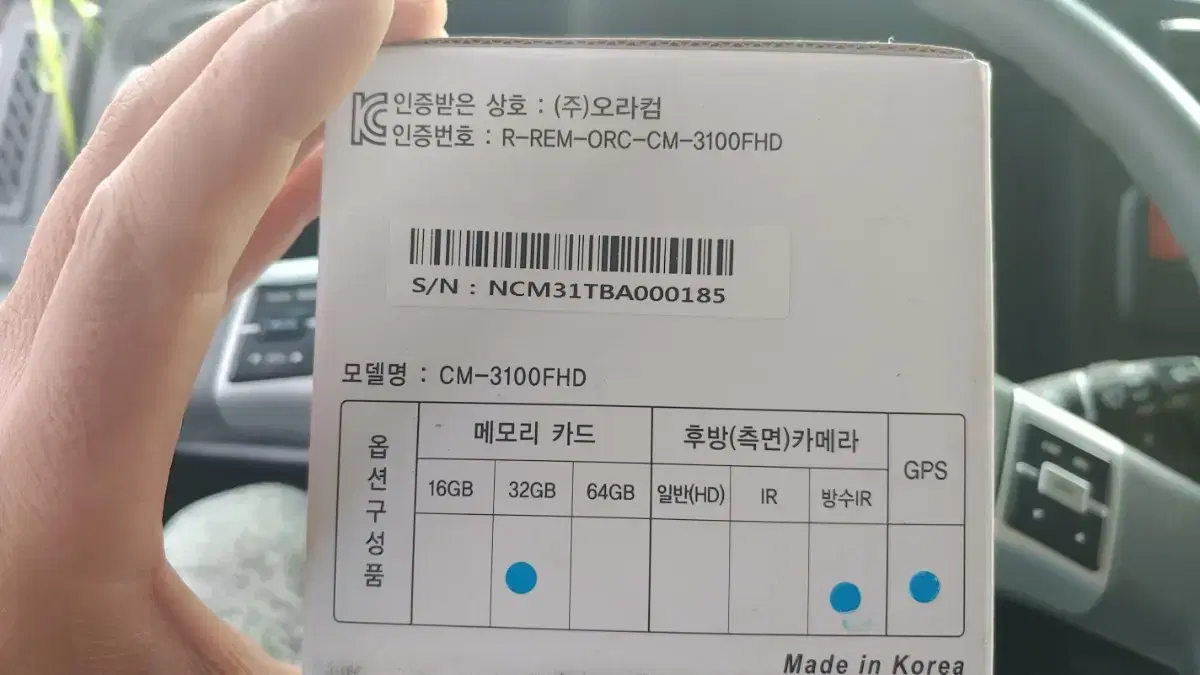 KC 인증받은 상호 : (주)오라컴
인증번호 : R-REM-ORC-CM-3100FHD
S/N : NCM31TBA000185
모델명 : CM-3100FHD
옵션구성품
메모리 카드 후방(측면)카메라 GPS
16GB 32GB 64GB 일반(HD) IR 방수IR
Made in Korea